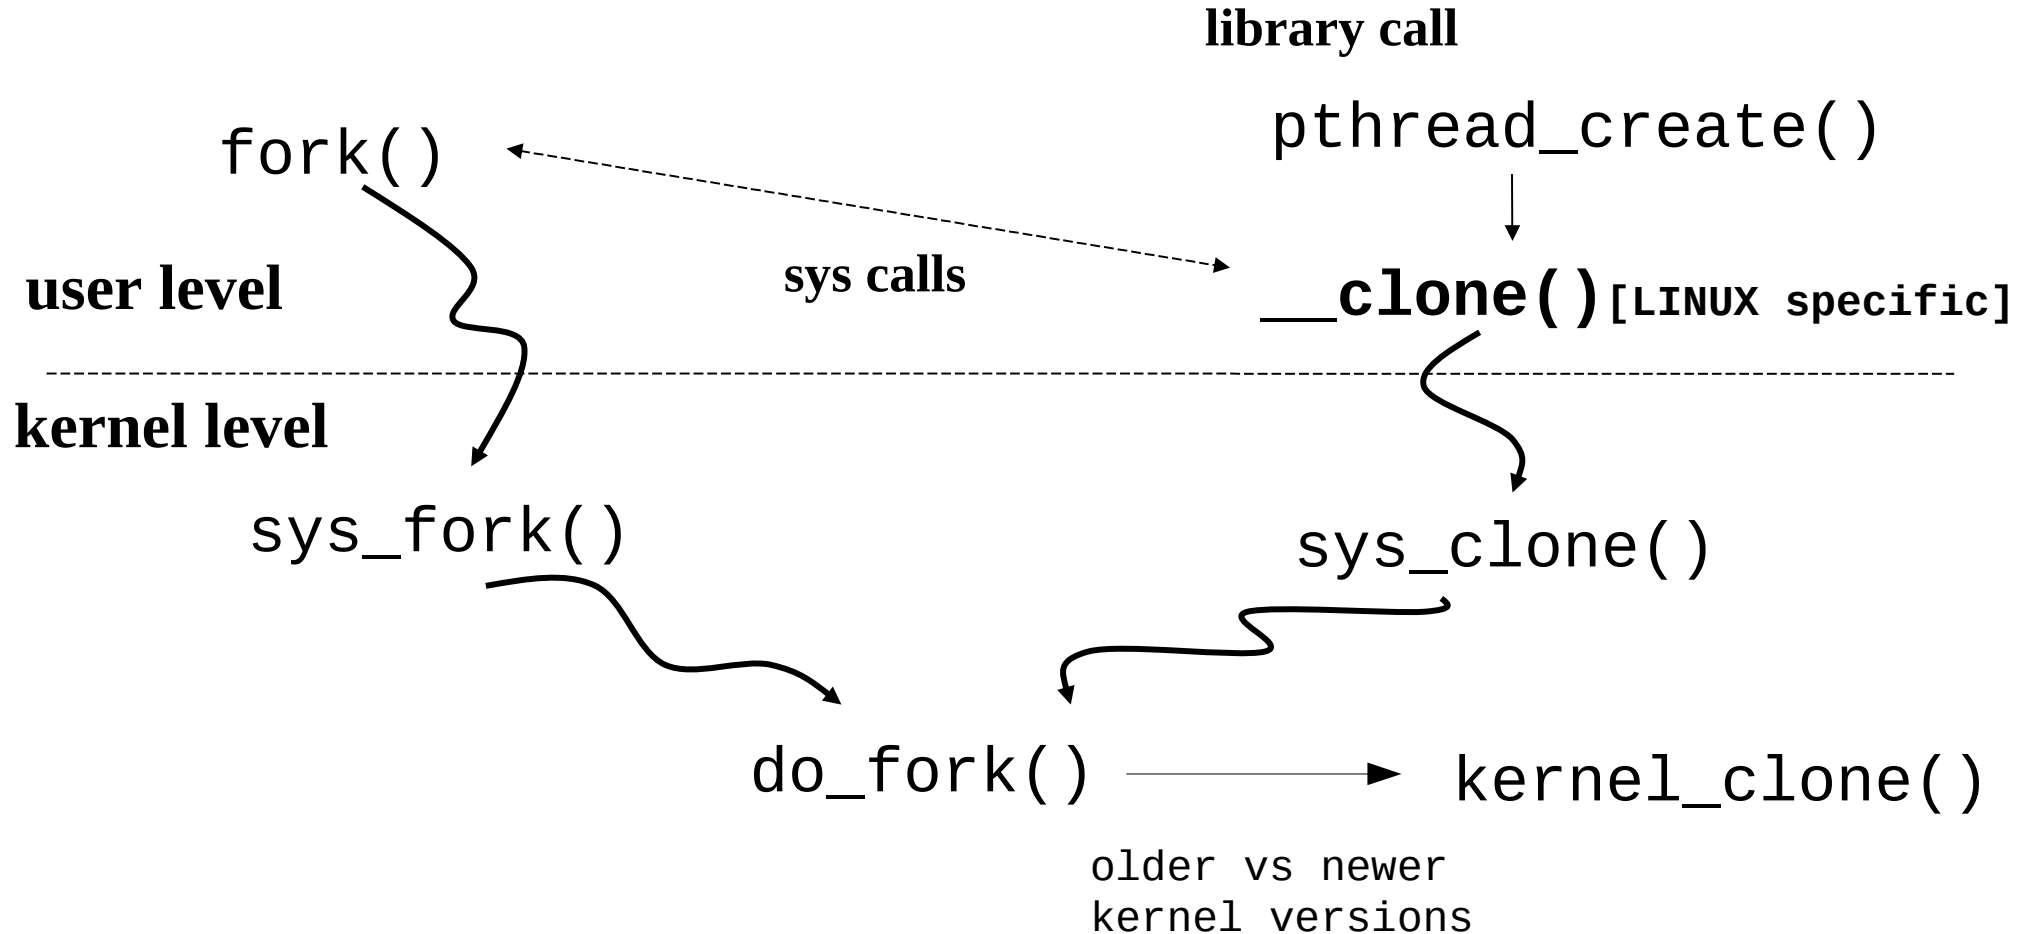 library call
pthread_create()
fork()
sys calls
user level
__clone()[LINUX specific]
kernel level
sys_fork()
sys_clone()
do_fork()
kernel_clone()
older vs newer
kernel versions